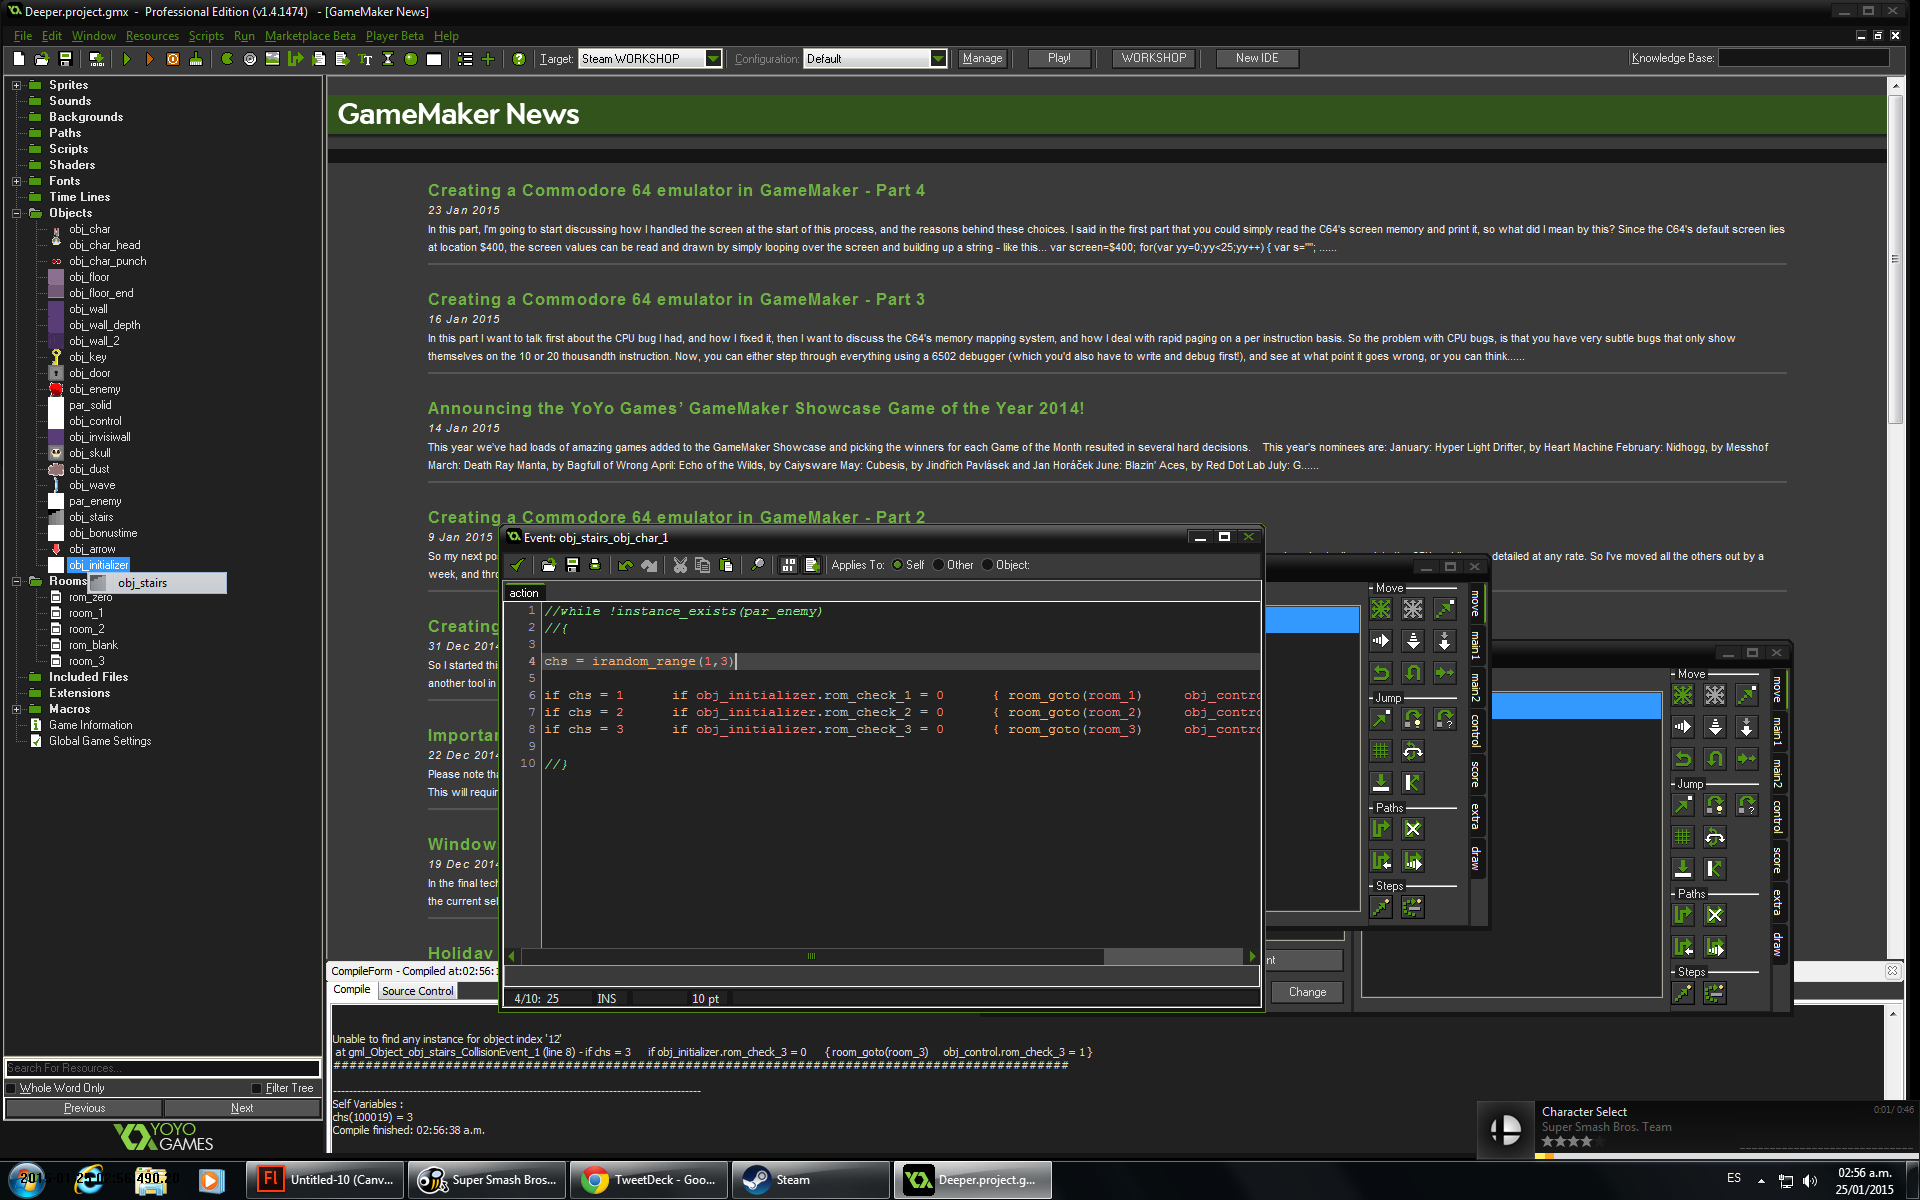 Deeper.project.gmx - Professional Edition (v1.4.1474) - [GameMaker News]
File Edit Window Resources Scripts Run Marketplace Beta Player Beta Help
Target: Steam WORKSHOP Configuration: Default Manage Play! WORKSHOP New IDE Knowledge Base:
Sprites
Sounds
Backgrounds
Paths
Scripts
Shaders
Fonts
Time Lines
Objects
obj_char
obj_char_head
obj_char_punch
obj_floor
obj_floor_end
obj_wall
obj_wall_depth
obj_wall_2
obj_key
obj_door
obj_enemy
par_solid
obj_control
obj_invisiwall
obj_skull
obj_dust
obj_wave
par_enemy
obj_stairs
obj_bonustime
obj_arrow
obj_initializer
Rooms
obj_stairs
rom_zero
room_1
room_2
rom_blank
room_3
Included Files
Extensions
Macros
Game Information
Global Game Settings
Search For Resources...
Whole Word Only Filter Tree
Previous Next
YOYO
GAMES
GameMaker News
Creating a Commodore 64 emulator in GameMaker - Part 4
23 Jan 2015
In this part, I'm going to start discussing how I handled the screen at the start of this process, and the reasons behind these choices. I said in the first part that you could simply read the C64's screen memory and print it, so what did I mean by this? Since the C64's default screen lies
at location $400, the screen values can be read and drawn by simply looping over the screen and building up a string - like this... var screen=$400; for(var yy=0;yy<25;yy++) { var s=""; ......
Creating a Commodore 64 emulator in GameMaker - Part 3
16 Jan 2015
In this part I want to talk first about the CPU bug I had, and how I fixed it, then I want to discuss the C64's memory mapping system, and how I deal with rapid paging on a per instruction basis. So the problem with CPU bugs, is that you have very subtle bugs that only show
themselves on the 10 or 20 thousandth instruction. Now, you can either step through everything using a 6502 debugger (which you'd also have to write and debug first!), and see at what point it goes wrong, or you can think......
Announcing the YoYo Games' GameMaker Showcase Game of the Year 2014!
14 Jan 2015
This year we've had loads of amazing games added to the GameMaker Showcase and picking the winners for each Game of the Month resulted in several hard decisions. This year's nominees are: January: Hyper Light Drifter, by Heart Machine February: Nidhogg, by Messhof
March: Death Ray Manta, by Bagfull of Wrong April: Echo of the Wilds, by Caiysware May: Cubesis, by Jindřich Pavlásek and Jan Horáček June: Blazin' Aces, by Red Dot Lab July: G......
Creating a Commodore 64 emulator in GameMaker - Part 2
9 Jan 2015
So my next po
detailed at any rate. So I've moved all the others out by a
week, and thr
Creating
31 Dec 2014
So I started thi
another tool in
Importan
22 Dec 2014
Please note tha
This will requir
Window
19 Dec 2014
In the final tech
the current sel
Holiday
Event: obj_stairs_obj_char_1
Applies To: Self Other Object:
action
1 //while !instance_exists(par_enemy)
2 //{
3
4 chs = irandom_range(1,3)
5
6 if chs = 1 if obj_initializer.rom_check_1 = 0 { room_goto(room_1) obj_contro
7 if chs = 2 if obj_initializer.rom_check_2 = 0 { room_goto(room_2) obj_contro
8 if chs = 3 if obj_initializer.rom_check_3 = 0 { room_goto(room_3) obj_contro
9
10 //}
4/10: 25 INS 10 pt
Move
Jump
Paths
Steps
move
main1
main2
control
score
extra
draw
nt
Change
Move
Jump
Paths
Steps
move
main1
main2
control
score
extra
draw
CompileForm - Compiled at:02:56:
Compile Source Control
Unable to find any instance for object index '12'
at gml_Object_obj_stairs_CollisionEvent_1 (line 8) - if chs = 3 if obj_initializer.rom_check_3 = 0 { room_goto(room_3) obj_control.rom_check_3 = 1 }
Self Variables :
chs(100019) = 3
Compile finished: 02:56:38 a.m.
Character Select
0:01/ 0:46
Super Smash Bros. Team
Untitled-10 (Canv...
Super Smash Bros...
TweetDeck - Goo...
Steam
Deeper.project.g...
ES
02:56 a.m.
25/01/2015